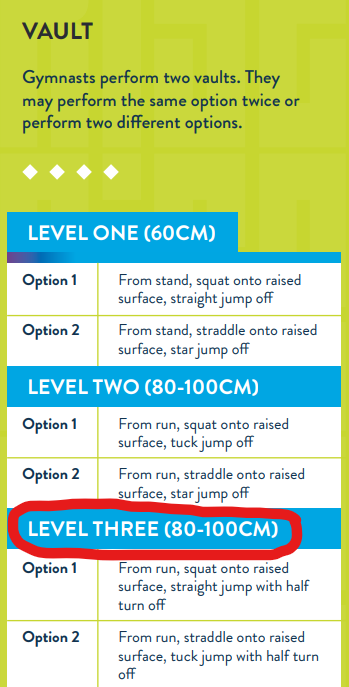 VAULT
Gymnasts perform two vaults. They
may perform the same option twice or
perform two different options.
LEVEL ONE (60CM)
Option 1 From stand, squat onto raised
surface, straight jump off
Option 2 From stand, straddle onto raised
surface, star jump off
LEVEL TWO (80-100CM)
Option 1 From run, squat onto raised
surface, tuck jump off
Option 2 From run, straddle onto raised
surface, star jump off
LEVEL THREE (80-100CM)
Option 1 From run, squat onto raised
surface, straight jump with half
turn off
Option 2 From run, straddle onto raised
surface, tuck jump with half turn
off